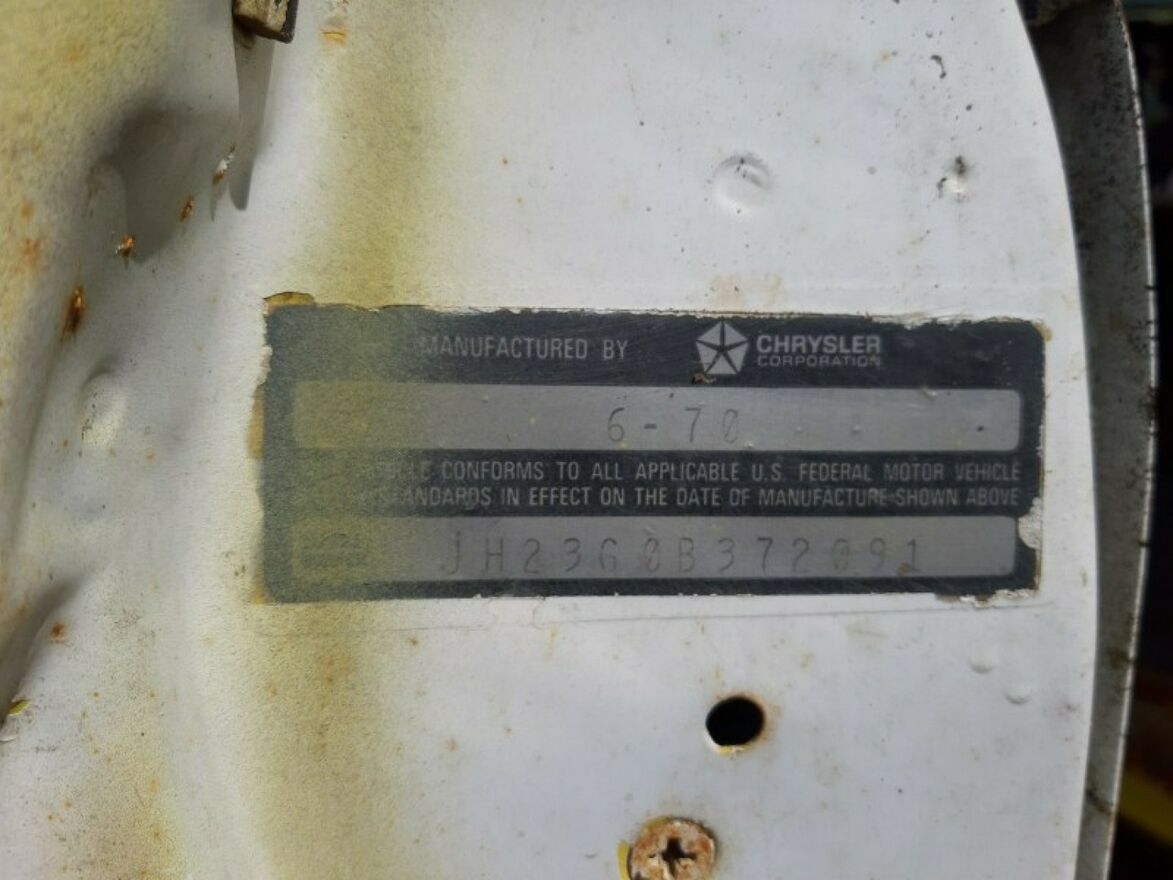 MANUFACTURED BY CHRYSLER CORPORATION
6-70
CONFORMS TO ALL APPLICABLE U.S. FEDERAL MOTOR VEHICLE
STANDARDS IN EFFECT ON THE DATE OF MANUFACTURE SHOWN ABOVE
JH23G0B372091